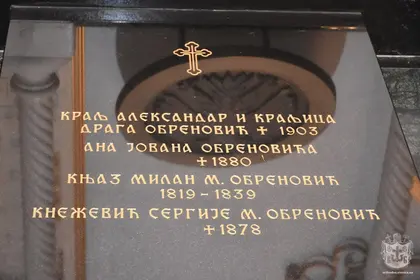 КРАЉ АЛЕКСАНДАР И КРАЉИЦА
ДРАГА ОБРЕНОВИЋ + 1903
АНА ЈОВАНА ОБРЕНОВИЋА
+ 1880
КЊАЗ МИЛАН М. ОБРЕНОВИЋ
1819 - 1839
КНЕЖЕВИЋ СЕРГИЈЕ М. ОБРЕНОВИЋ
+ 1878